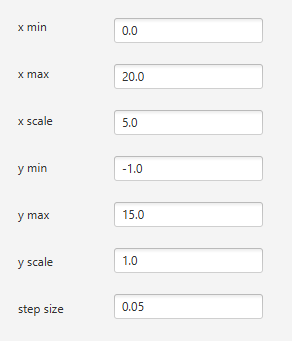 x min 0.0
x max 20.0
x scale 5.0
y min -1.0
y max 15.0
y scale 1.0
step size 0.05